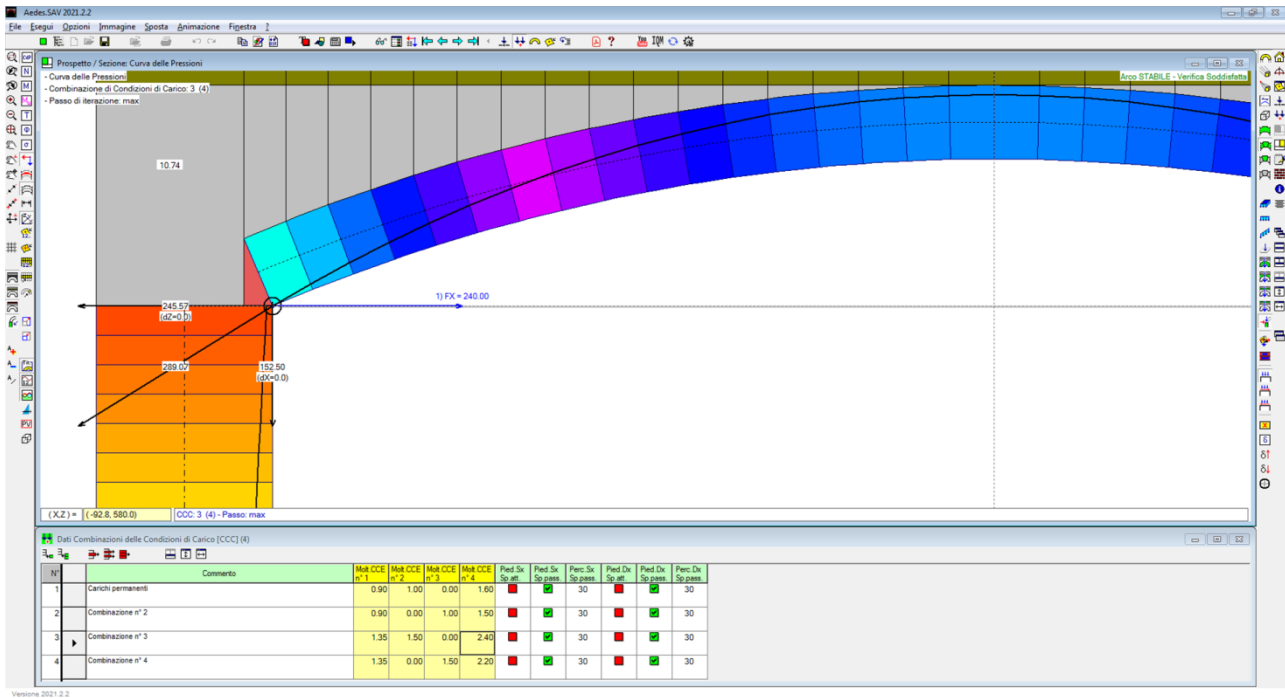 Aedes.SAV 2021.2.2
File Esegui Opzioni Immagine Sposta Animazione Finestra ?
Prospetto / Sezione: Curva delle Pressioni
- Curva delle Pressioni
- Combinazione di Condizioni di Carico: 3 (4)
- Passo di iterazione: max
Arco STABILE - Verifica Soddisfatta
10.74
1) FX = 240.00
245.57
(dZ=0.0)
289.07
152.50
(dX=0.0)
(X,Z) = (-92.8, 580.0) CCC: 3 (4) - Passo: max
Dati Combinazioni delle Condizioni di Carico [CCC] (4)
N° Commento Molt.CCE n° 1 Molt.CCE n° 2 Molt.CCE n° 3 Molt.CCE n° 4 Pied.Sx Sp.att. Pied.Sx Sp.pass. Perc.Sx Sp.pass. Pied.Dx Sp.att. Pied.Dx Sp.pass. Perc.Dx Sp.pass.
1 Carichi permanenti 0.90 1.00 0.00 1.60 30 30
2 Combinazione n° 2 0.90 0.00 1.00 1.50 30 30
3 Combinazione n° 3 1.35 1.50 0.00 2.40 30 30
4 Combinazione n° 4 1.35 0.00 1.50 2.20 30 30
Versione 2021.2.2